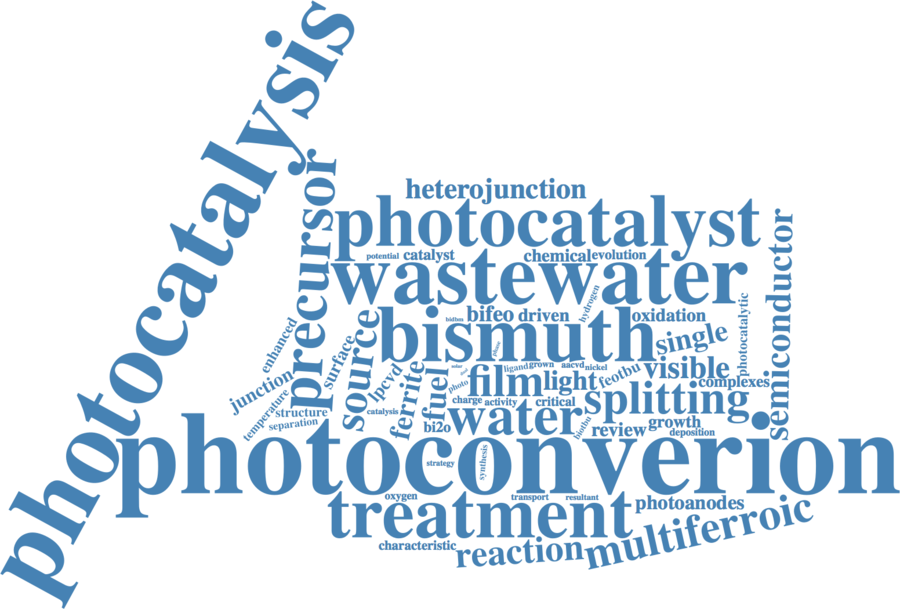 photocatalysis
heterojunction
precursor
photocatalyst
semiconductor
potential
catalyst
chemical
evolution
wastewater
hydrogen
photocatalytic
bifeo
driven
oxidation
enhanced
surface
source
bismuth
phase
single
junction
lpcvd
ferrite
fuel
solar
film
ligand
grown
aacvd
nickel
light
feotbu
visible
complexes
photo
temperature
structure
separation
catalysis
charge
activity
critical
splitting
bi2o
water
biotbu
review
growth
deposition
photoconverion
strategy
synthesis
oxygen
transport
resultant
treatment
photoanodes
multiferroic
characteristic
reaction